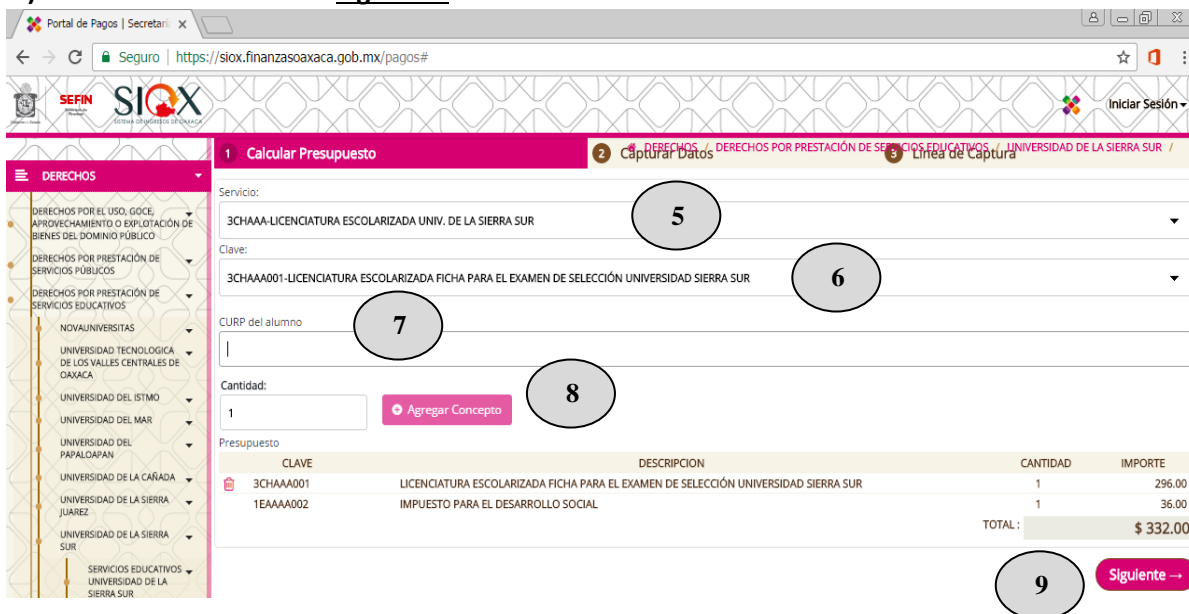 Portal de Pagos | Secretarí
Seguro | https://siox.finanzasoaxaca.gob.mx/pagos#
SEFIN
SIOX
SISTEMA DE INGRESOS DE OAXACA
Iniciar Sesión
1 Calcular Presupuesto
2 Capturar Datos
3 Línea de Captura
DERECHOS / DERECHOS POR PRESTACIÓN DE SERVICIOS EDUCATIVOS / UNIVERSIDAD DE LA SIERRA SUR /
DERECHOS
DERECHOS POR EL USO, GOCE,
APROVECHAMIENTO O EXPLOTACIÓN DE
BIENES DEL DOMINIO PÚBLICO
DERECHOS POR PRESTACIÓN DE
SERVICIOS PÚBLICOS
DERECHOS POR PRESTACIÓN DE
SERVICIOS EDUCATIVOS
NOVAUNIVERSITAS
UNIVERSIDAD TECNOLOGICA
DE LOS VALLES CENTRALES DE
OAXACA
UNIVERSIDAD DEL ISTMO
UNIVERSIDAD DEL MAR
UNIVERSIDAD DEL
PAPALOAPAN
UNIVERSIDAD DE LA CAÑADA
UNIVERSIDAD DE LA SIERRA
JUAREZ
UNIVERSIDAD DE LA SIERRA
SUR
SERVICIOS EDUCATIVOS
UNIVERSIDAD DE LA
SIERRA SUR
Servicio:
3CHAAA-LICENCIATURA ESCOLARIZADA UNIV. DE LA SIERRA SUR
5
Clave:
3CHAAA001-LICENCIATURA ESCOLARIZADA FICHA PARA EL EXAMEN DE SELECCIÓN UNIVERSIDAD SIERRA SUR
6
CURP del alumno
7
Cantidad:
1
Agregar Concepto
8
Presupuesto
CLAVE DESCRIPCION CANTIDAD IMPORTE
3CHAAA001 LICENCIATURA ESCOLARIZADA FICHA PARA EL EXAMEN DE SELECCIÓN UNIVERSIDAD SIERRA SUR 1 296.00
1EAAAA002 IMPUESTO PARA EL DESARROLLO SOCIAL 1 36.00
TOTAL : $ 332.00
9
Siguiente →